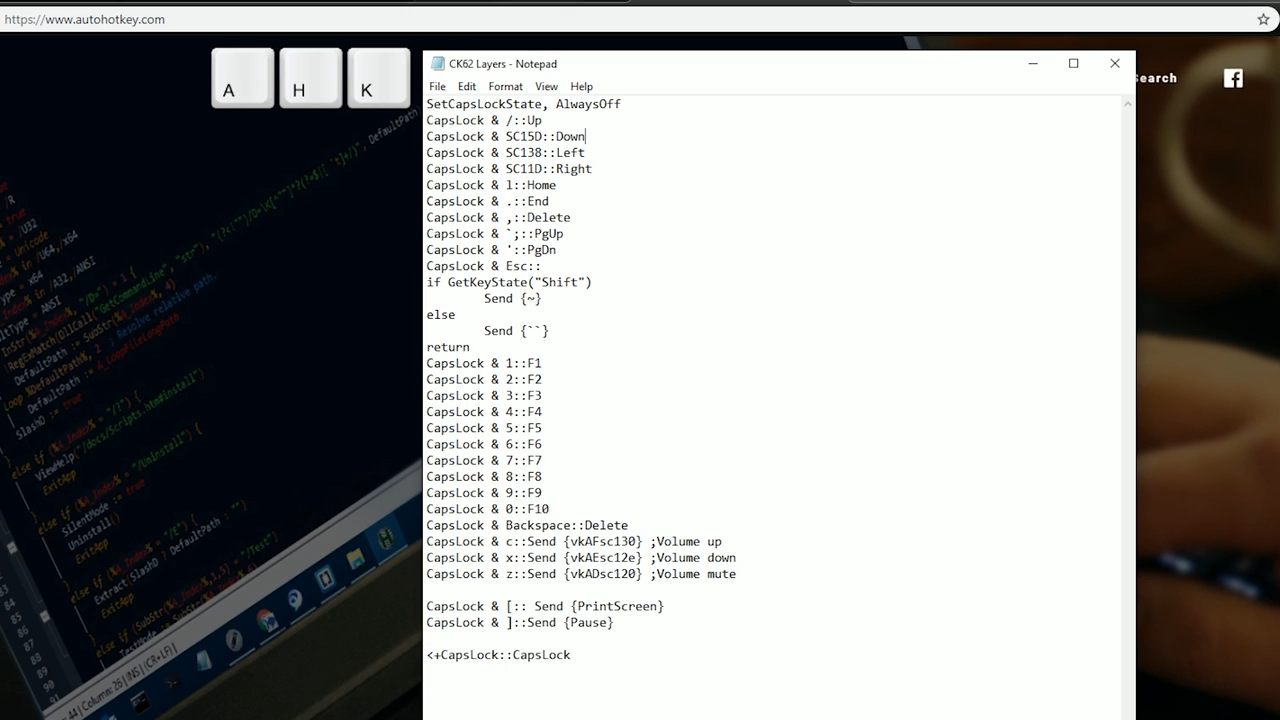 https://www.autohotkey.com
A H K
CK62 Layers - Notepad
File Edit Format View Help
Search
SetCapsLockState, AlwaysOff
CapsLock & /::Up
CapsLock & SC15D::Down
CapsLock & SC138::Left
CapsLock & SC11D::Right
CapsLock & l::Home
CapsLock & .::End
CapsLock & ,::Delete
CapsLock & `;::PgUp
CapsLock & '::PgDn
CapsLock & Esc::
if GetKeyState("Shift")
Send {~}
else
Send {``}
return
CapsLock & 1::F1
CapsLock & 2::F2
CapsLock & 3::F3
CapsLock & 4::F4
CapsLock & 5::F5
CapsLock & 6::F6
CapsLock & 7::F7
CapsLock & 8::F8
CapsLock & 9::F9
CapsLock & 0::F10
CapsLock & Backspace::Delete
CapsLock & c::Send {vkAFsc130} ;Volume up
CapsLock & x::Send {vkAEsc12e} ;Volume down
CapsLock & z::Send {vkADsc120} ;Volume mute
CapsLock & [:: Send {PrintScreen}
CapsLock & ]::Send {Pause}
<+CapsLock::CapsLock